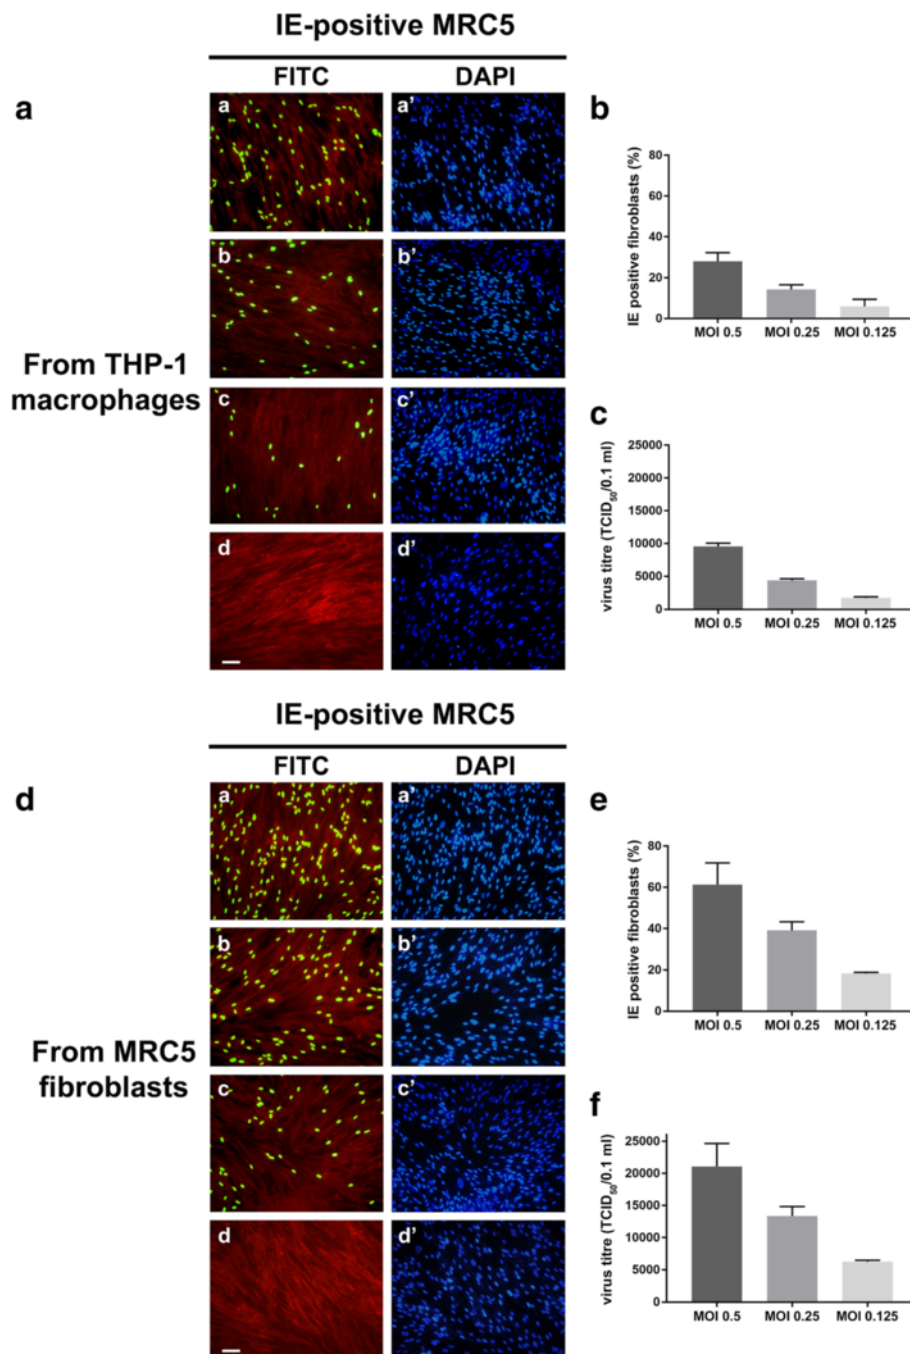 IE-positive MRC5
FITC
DAPI
a
a
a'
b
b'
From THP-1
macrophages
c
c'
d
d'
b
IE positive fibroblasts (%)
80
60
40
20
0
MOI 0.5
MOI 0.25
MOI 0.125
c
virus titre (TCID50/0.1 ml)
25000
20000
15000
10000
5000
0
MOI 0.5
MOI 0.25
MOI 0.125
IE-positive MRC5
FITC
DAPI
d
a
a'
b
b'
From MRC5
fibroblasts
c
c'
d
d'
e
IE positive fibroblasts (%)
80
60
40
20
0
MOI 0.5
MOI 0.25
MOI 0.125
f
virus titre (TCID50/0.1 ml)
25000
20000
15000
10000
5000
0
MOI 0.5
MOI 0.25
MOI 0.125